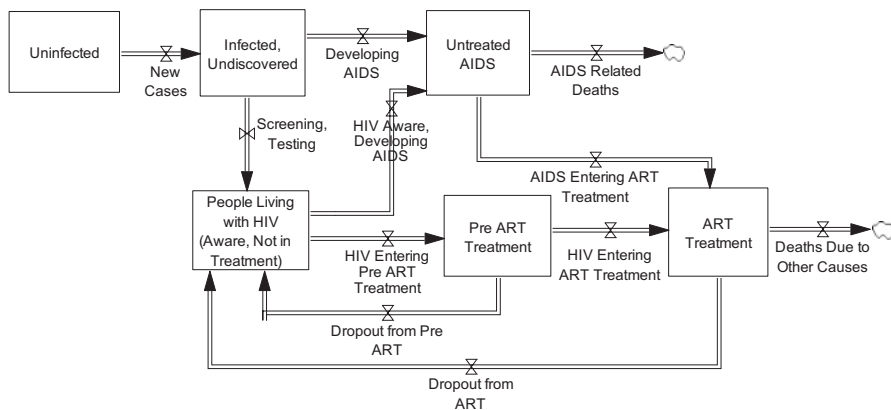 Uninfected
New
Cases
Infected,
Undiscovered
Developing
AIDS
Untreated
AIDS
AIDS Related
Deaths
Screening,
Testing
HIV Aware,
Developing
AIDS
AIDS Entering ART
Treatment
People Living
with HIV
(Aware, Not in
Treatment)
HIV Entering
Pre ART
Treatment
Pre ART
Treatment
HIV Entering
ART Treatment
ART
Treatment
Deaths Due to
Other Causes
Dropout from Pre
ART
Dropout from
ART